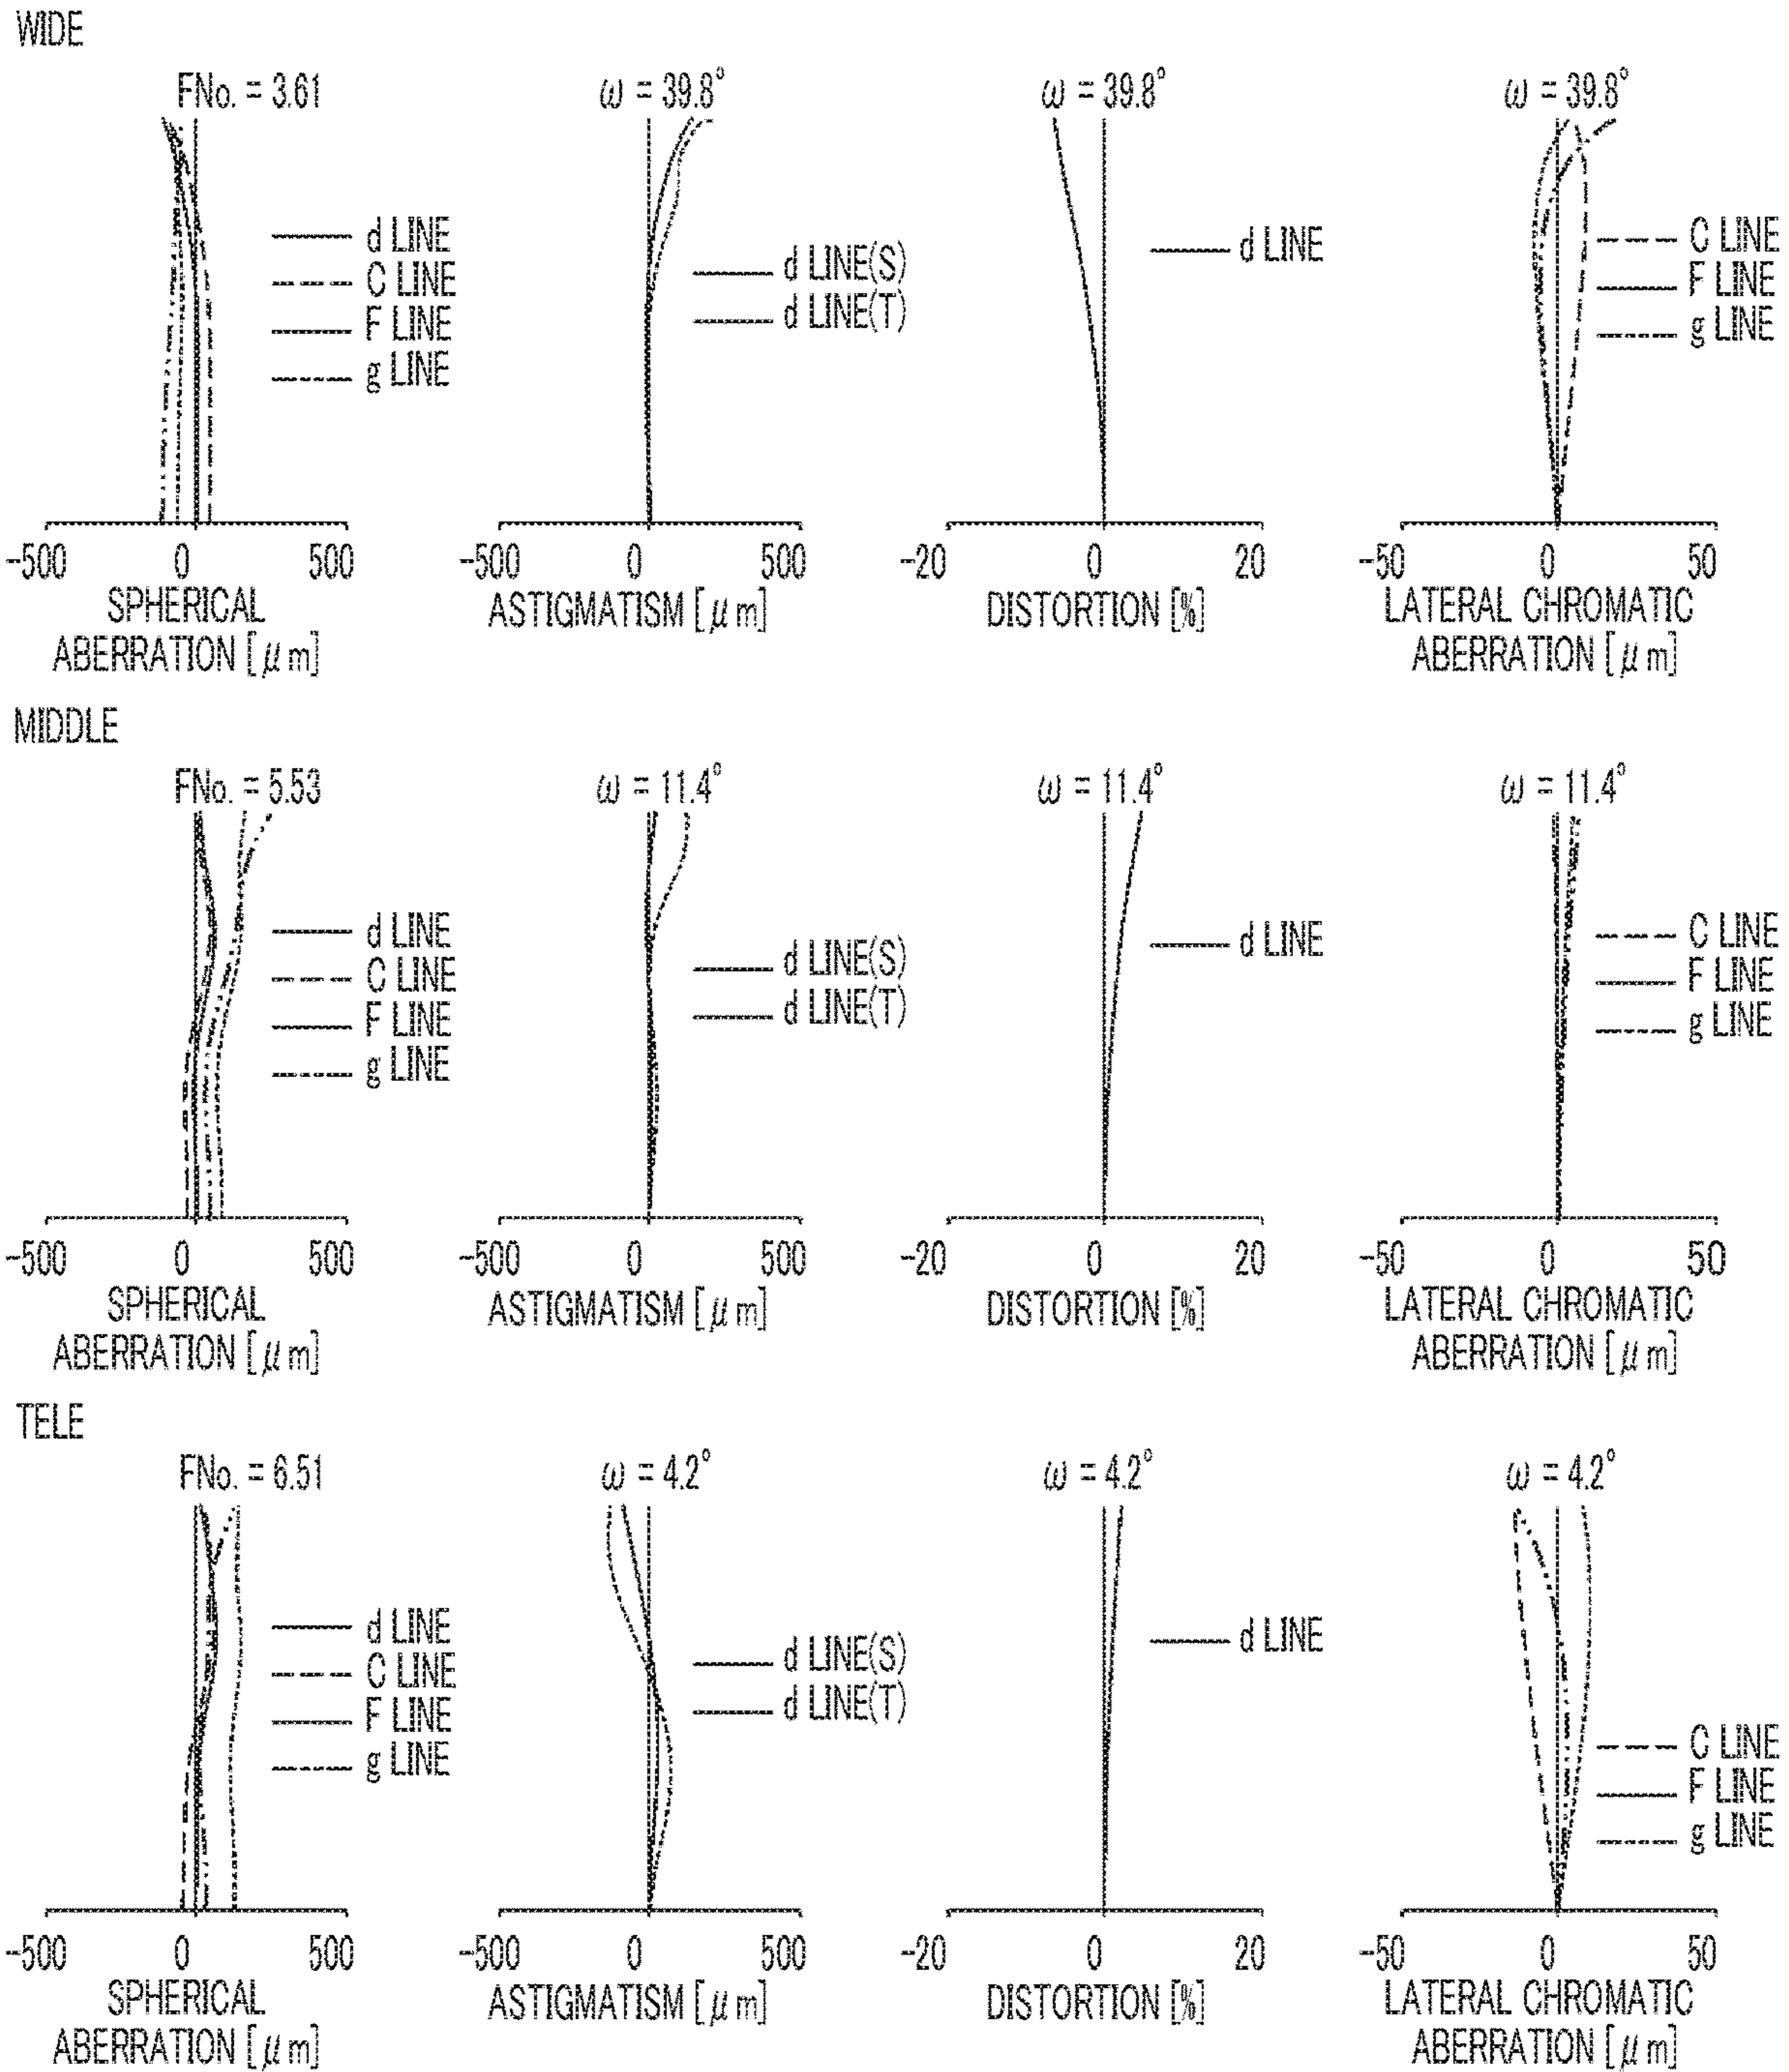 WIDE
FNo. = 3.61
ω = 39.8°
ω = 39.8°
ω = 39.8°
d LINE
C LINE
F LINE
g LINE
d LINE(S)
d LINE(T)
d LINE
C LINE
F LINE
g LINE
-500 0 500
-500 0 500
-20 0 20
-50 0 50
SPHERICAL
ABERRATION [μm]
ASTIGMATISM [μm]
DISTORTION [%]
LATERAL CHROMATIC
ABERRATION [μm]
MIDDLE
FNo. = 5.53
ω = 11.4°
ω = 11.4°
ω = 11.4°
d LINE
C LINE
F LINE
g LINE
d LINE(S)
d LINE(T)
d LINE
C LINE
F LINE
g LINE
-500 0 500
-500 0 500
-20 0 20
-50 0 50
SPHERICAL
ABERRATION [μm]
ASTIGMATISM [μm]
DISTORTION [%]
LATERAL CHROMATIC
ABERRATION [μm]
TELE
FNo. = 6.51
ω = 4.2°
ω = 4.2°
ω = 4.2°
d LINE
C LINE
F LINE
g LINE
d LINE(S)
d LINE(T)
d LINE
C LINE
F LINE
g LINE
-500 0 500
-500 0 500
-20 0 20
-50 0 50
SPHERICAL
ABERRATION [μm]
ASTIGMATISM [μm]
DISTORTION [%]
LATERAL CHROMATIC
ABERRATION [μm]